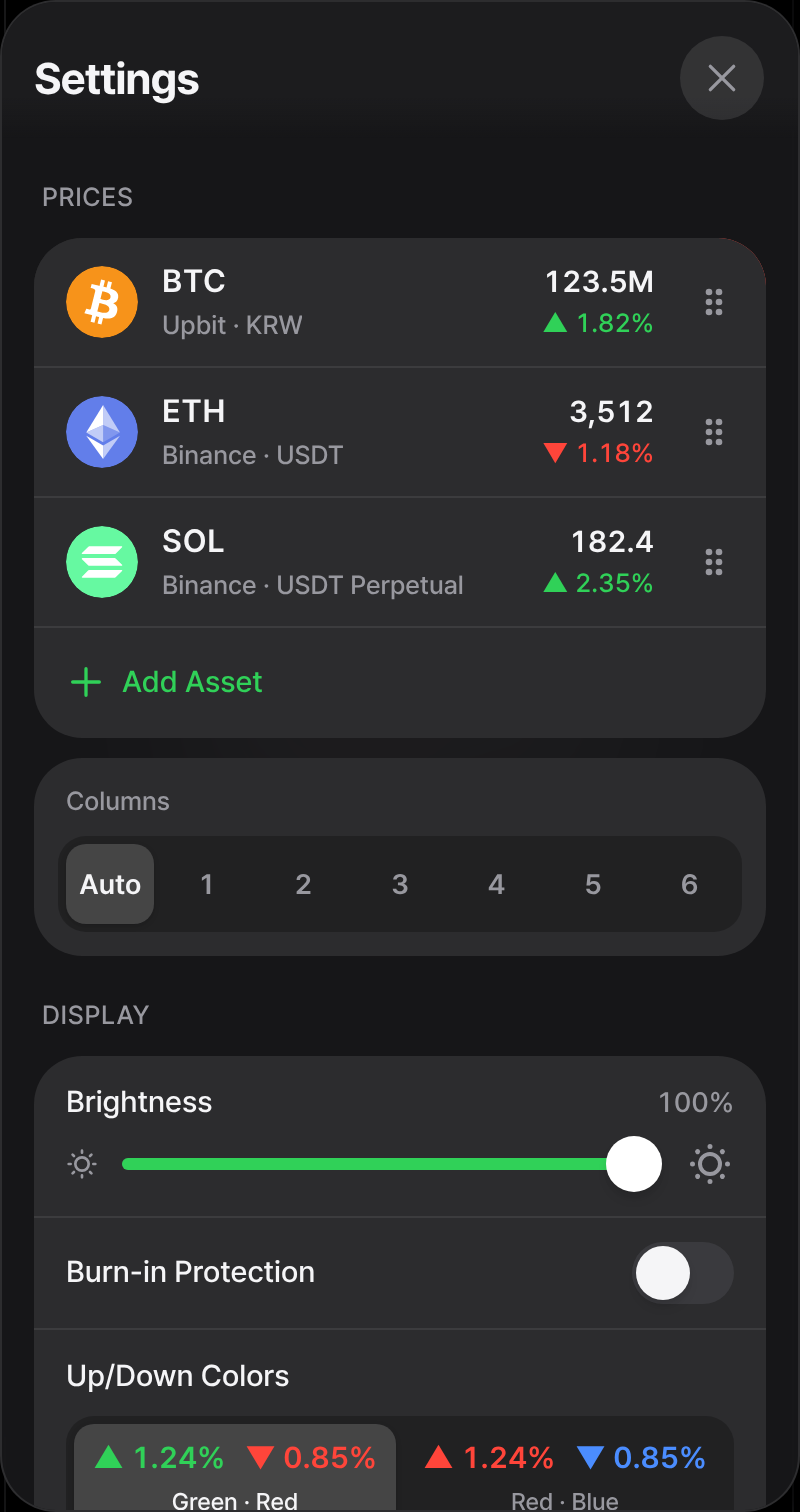 Settings
PRICES
BTC
123.5M
Upbit · KRW
▲ 1.82%
ETH
3,512
Binance · USDT
▼ 1.18%
SOL
182.4
Binance · USDT Perpetual
▲ 2.35%
+ Add Asset
Columns
Auto 1 2 3 4 5 6
DISPLAY
Brightness 100%
Burn-in Protection
Up/Down Colors
▲ 1.24% ▼ 0.85% ▲ 1.24% ▼ 0.85%
Green · Red Red · Blue